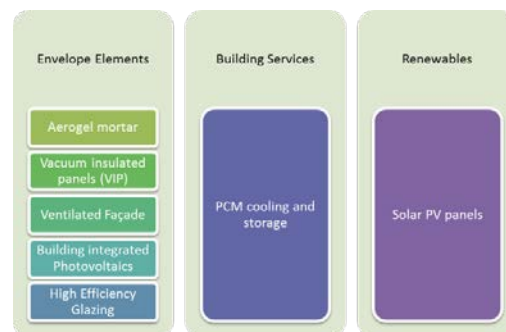 Envelope Elements
Aerogel mortar
Vacuum insulated
panels (VIP)
Ventilated Façade
Building integrated
Photovoltaics
High Efficiency
Glazing
Building Services
PCM cooling and
storage
Renewables
Solar PV panels